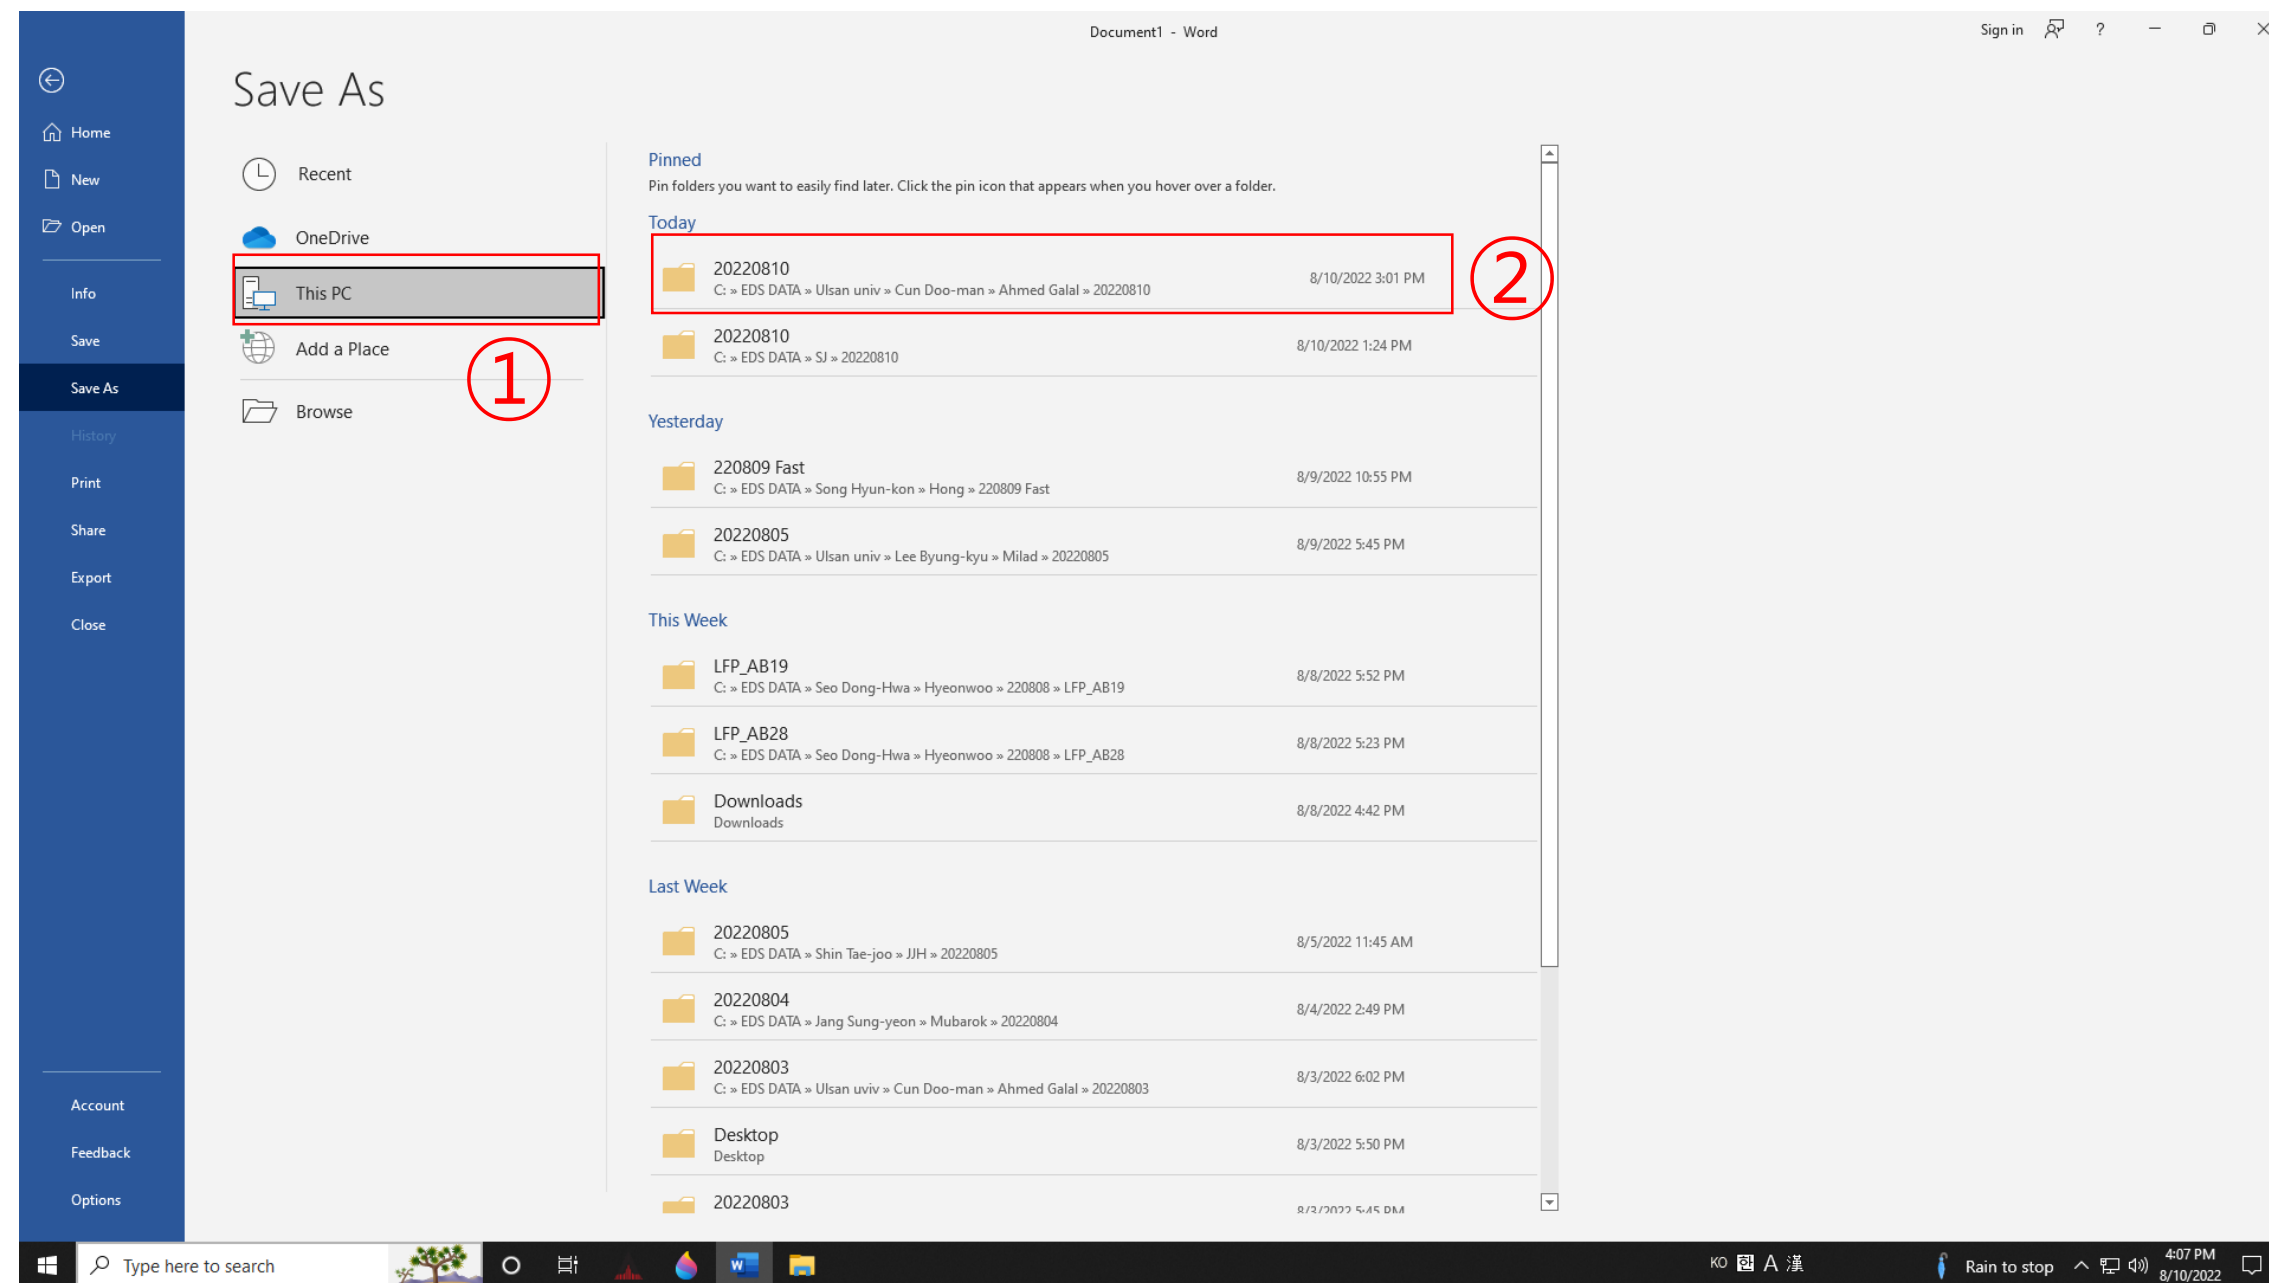 Document1 - Word
Sign in
?
Save As
Home
New
Open
Info
Save
Save As
History
Print
Share
Export
Close
Account
Feedback
Options
Recent
OneDrive
This PC
Add a Place
Browse
①
Pinned
Pin folders you want to easily find later. Click the pin icon that appears when you hover over a folder.
Today
20220810
C: » EDS DATA » Ulsan univ » Cun Doo-man » Ahmed Galal » 20220810
8/10/2022 3:01 PM
②
20220810
C: » EDS DATA » SJ » 20220810
8/10/2022 1:24 PM
Yesterday
220809 Fast
C: » EDS DATA » Song Hyun-kon » Hong » 220809 Fast
8/9/2022 10:55 PM
20220805
C: » EDS DATA » Ulsan univ » Lee Byung-kyu » Milad » 20220805
8/9/2022 5:45 PM
This Week
LFP_AB19
C: » EDS DATA » Seo Dong-Hwa » Hyeonwoo » 220808 » LFP_AB19
8/8/2022 5:52 PM
LFP_AB28
C: » EDS DATA » Seo Dong-Hwa » Hyeonwoo » 220808 » LFP_AB28
8/8/2022 5:23 PM
Downloads
Downloads
8/8/2022 4:42 PM
Last Week
20220805
C: » EDS DATA » Shin Tae-joo » JJH » 20220805
8/5/2022 11:45 AM
20220804
C: » EDS DATA » Jang Sung-yeon » Mubarok » 20220804
8/4/2022 2:49 PM
20220803
C: » EDS DATA » Ulsan uviv » Cun Doo-man » Ahmed Galal » 20220803
8/3/2022 6:02 PM
Desktop
Desktop
8/3/2022 5:50 PM
20220803
8/3/2022 5:45 PM
Type here to search
KO A 漢
Rain to stop
4:07 PM
8/10/2022